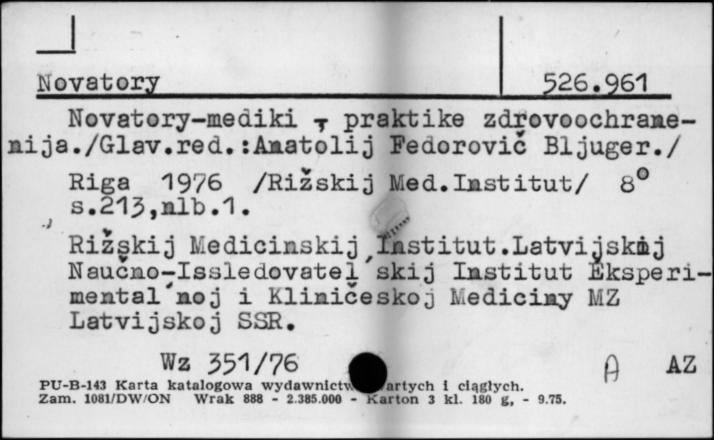 Novatory 526.961
Novatory-mediki - praktike zdrovoochrane-
nija./Glav.red.:Anatolij Fedorovič Bljuger./
Riga 1976 /Rižskij Med.Institut/ 8°
s.213,nlb.1.
Rižskij Medicinskij Institut.Latvijskij
Naučno-Issledovatel'skij Institut Eksperi-
mental'noj i Kliničeskoj Mediciny MZ
Latvijskoj SSR.
Wz 351/76 A AZ
PU-B-143 Karta katalogowa wydawnictw i ciągłych.
Zam. 1081/DW/ON Wrak 888 - 2.385.000 - Karton 3 kl. 180 g, - 9.75.